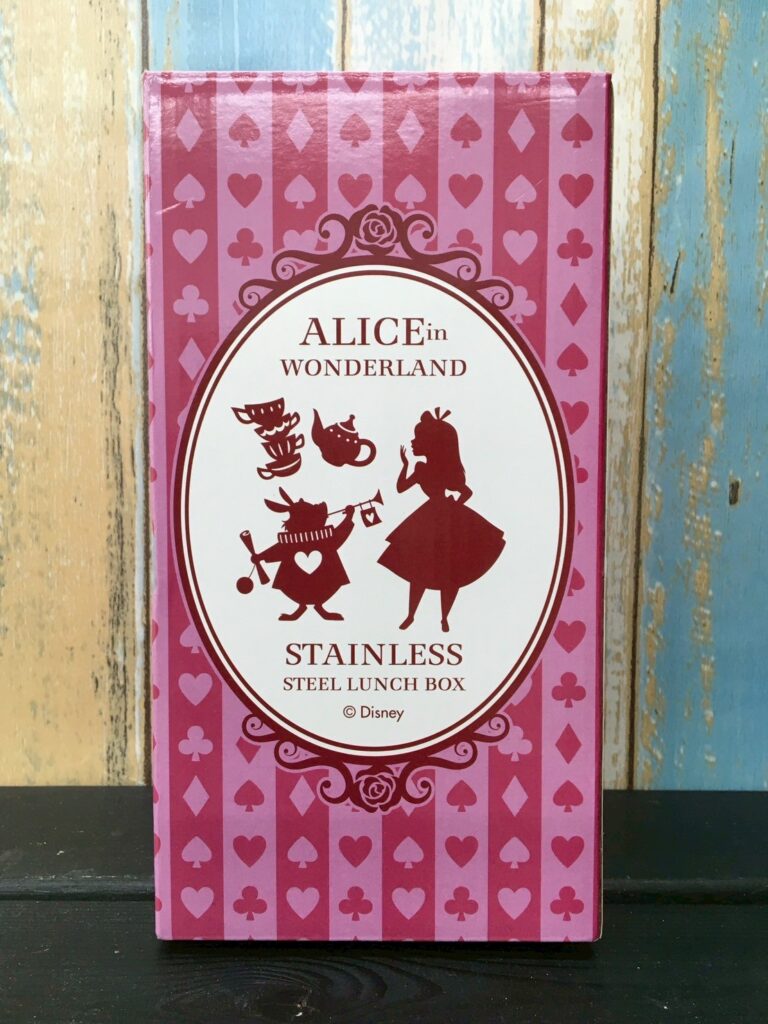 ALICE in
WONDERLAND
STAINLESS
STEEL LUNCH BOX
© Disney